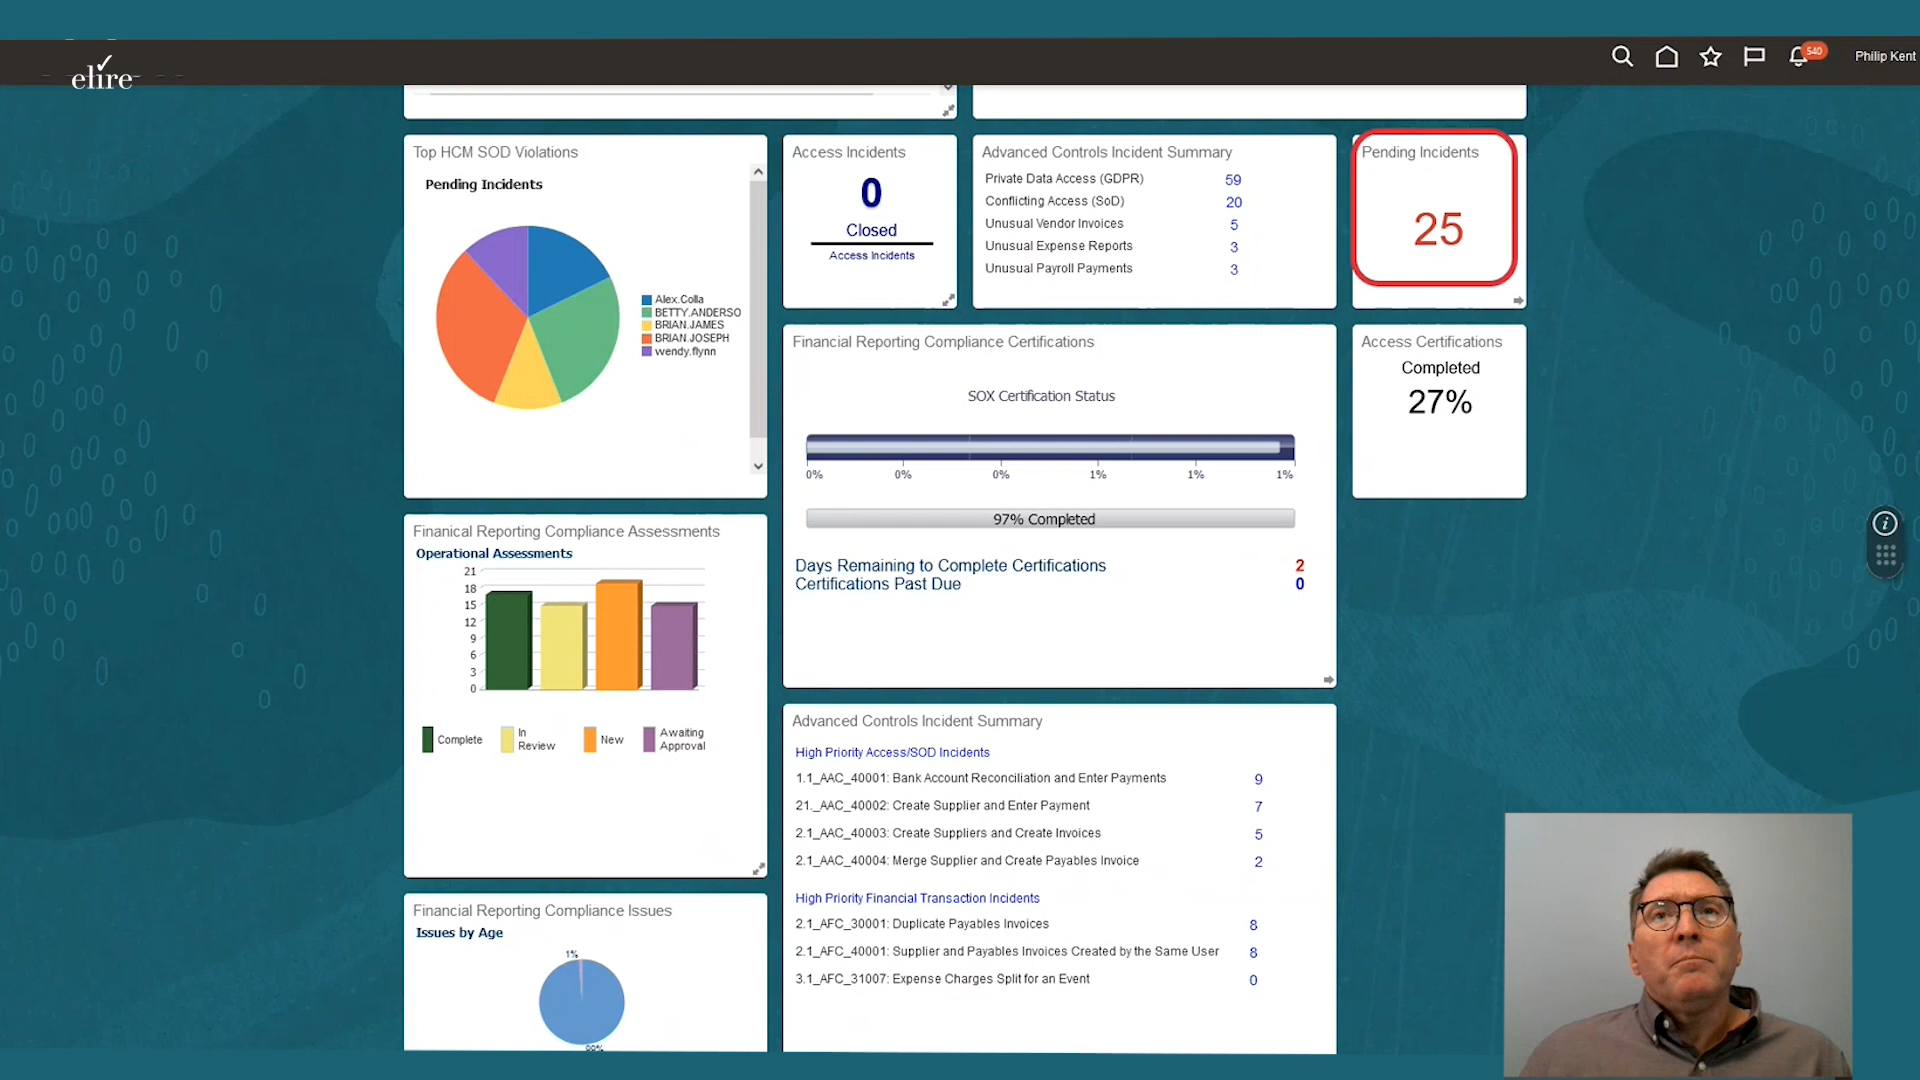 elire
540
Philip Kent
Top HCM SOD Violations
Pending Incidents
Alex.Colla
BETTY.ANDERSO
BRIAN.JAMES
BRIAN.JOSEPH
wendy.flynn
Access Incidents
0
Closed
Access Incidents
Advanced Controls Incident Summary
Private Data Access (GDPR) 59
Conflicting Access (SoD) 20
Unusual Vendor Invoices 5
Unusual Expense Reports 3
Unusual Payroll Payments 3
Pending Incidents
25
Financial Reporting Compliance Certifications
SOX Certification Status
0% 0% 0% 1% 1% 1%
97% Completed
Days Remaining to Complete Certifications 2
Certifications Past Due 0
Access Certifications
Completed
27%
Finanical Reporting Compliance Assessments
Operational Assessments
21
18
15
12
9
6
3
0
Complete
In
Review
New
Awaiting
Approval
Advanced Controls Incident Summary
High Priority Access/SOD Incidents
1.1_AAC_40001: Bank Account Reconciliation and Enter Payments 9
21._AAC_40002: Create Supplier and Enter Payment 7
2.1_AAC_40003: Create Suppliers and Create Invoices 5
2.1_AAC_40004: Merge Supplier and Create Payables Invoice 2
High Priority Financial Transaction Incidents
2.1_AFC_30001: Duplicate Payables Invoices 8
2.1_AFC_40001: Supplier and Payables Invoices Created by the Same User 8
3.1_AFC_31007: Expense Charges Split for an Event 0
Financial Reporting Compliance Issues
Issues by Age
1%